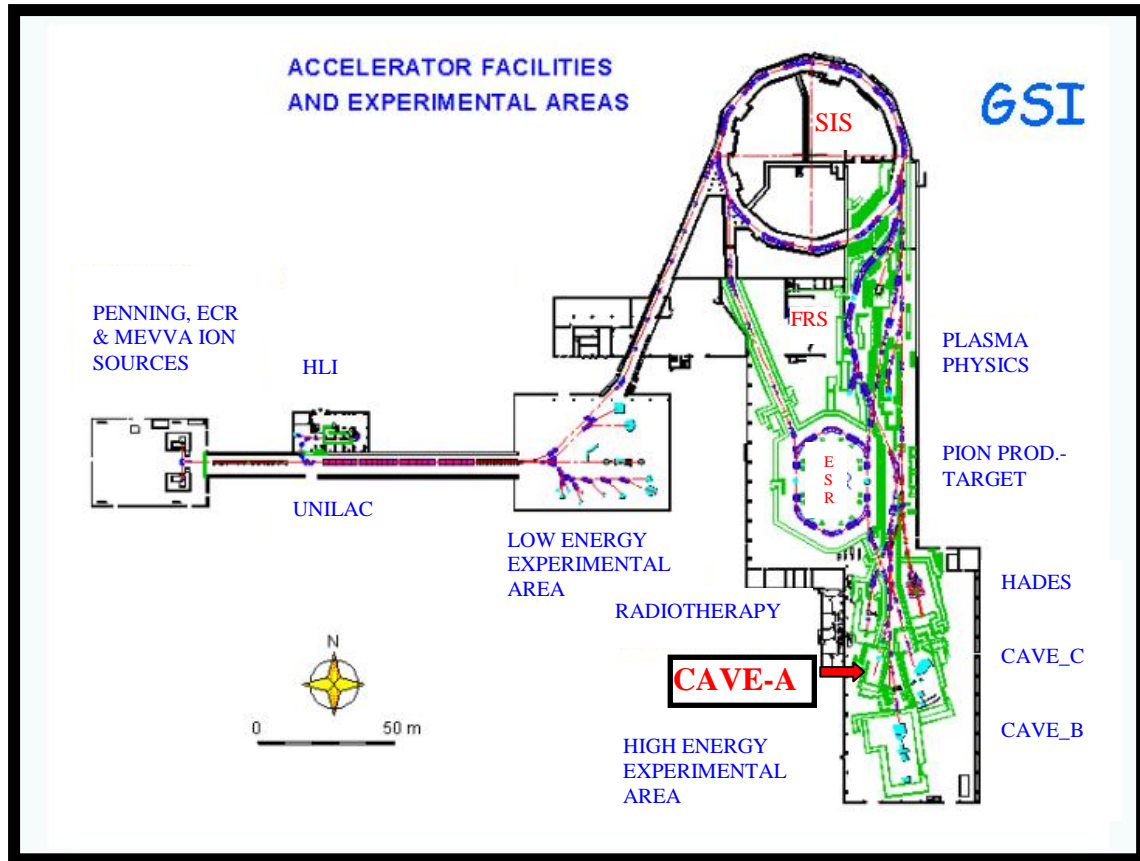 ACCELERATOR FACILITIES
AND EXPERIMENTAL AREAS
GSI
SIS
PENNING, ECR
& MEVVA ION
SOURCES
HLI
FRS
PLASMA
PHYSICS
UNILAC
E
S
R
PION PROD.-
TARGET
LOW ENERGY
EXPERIMENTAL
AREA
RADIOTHERAPY
HADES
N
CAVE-A
CAVE_C
0 50 m
HIGH ENERGY
EXPERIMENTAL
AREA
CAVE_B